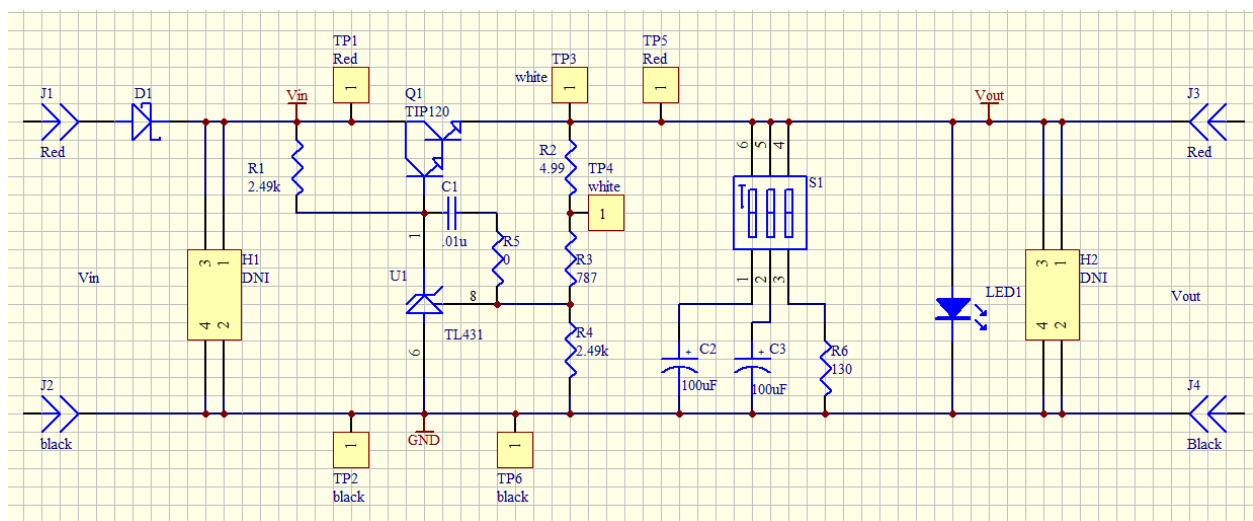 TP1
Red
1
TP3
white
1
TP5
Red
1
J1
Red
D1
Vin
Q1
TIP120
Vout
J3
Red
R1
2.49k
C1
.01u
R2
4.99
TP4
white
1
6
5
4
S1
T
1
2
3
R5
0
R3
787
U1
1
8
6
TL431
R4
2.49k
Vin
3
1
H1
DNI
4
2
C2
+
100uF
C3
+
100uF
R6
130
LED1
3
1
H2
DNI
4
2
Vout
J2
black
GND
1
TP2
black
1
TP6
black
J4
Black